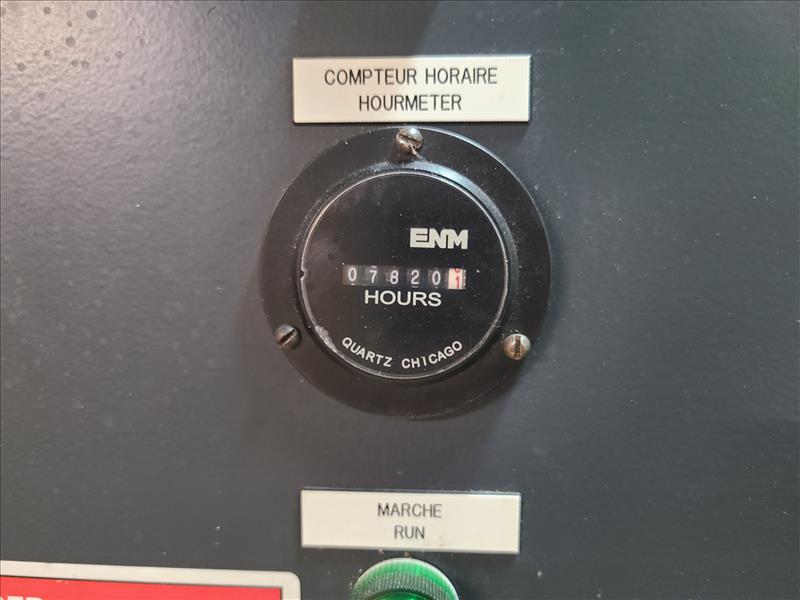 COMPTEUR HORAIRE
HOURMETER
ENM
078201
HOURS
QUARTZ CHICAGO
MARCHE
RUN